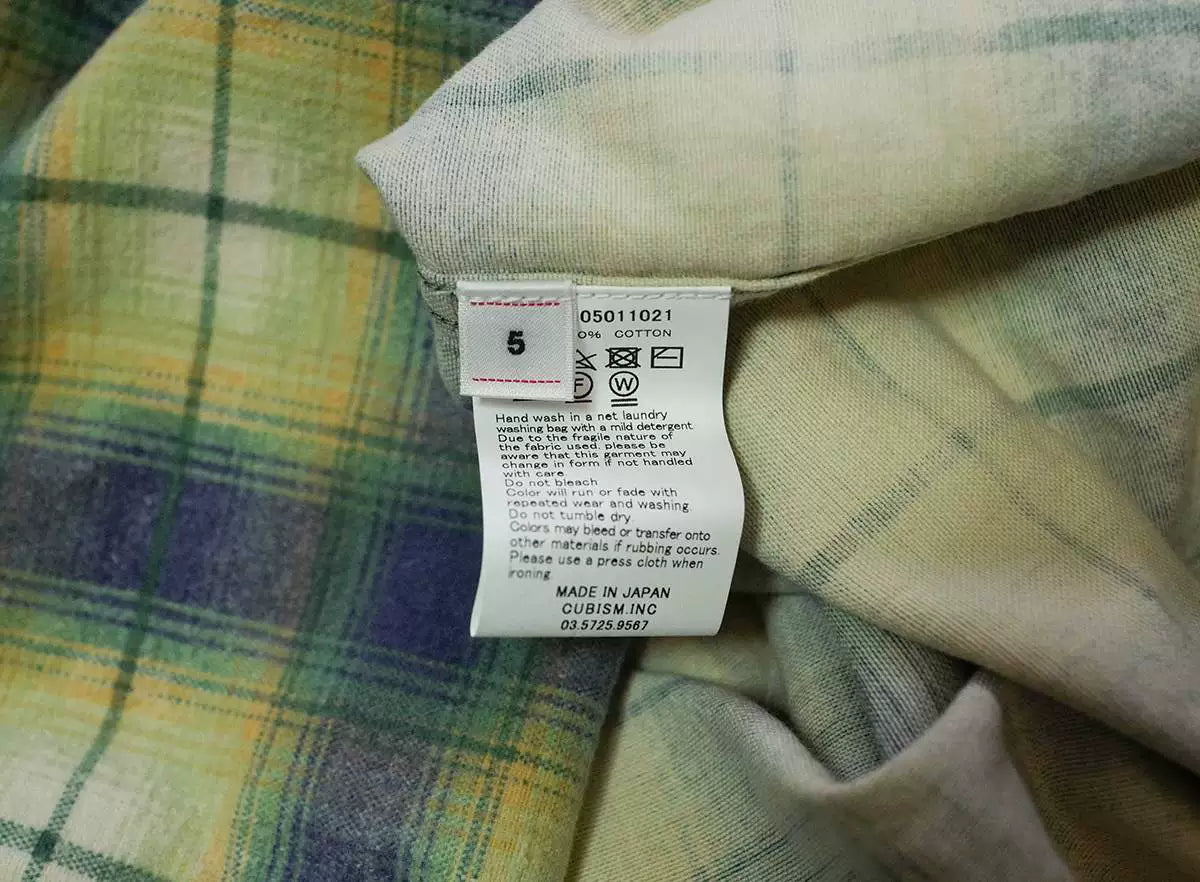 5
05011021
0% COTTON
F W
Hand wash in a net laundry
washing bag with a mild detergent
Due to the fragile nature of
the fabric used, please be
aware that this garment may
change in form if not handled
with care
Do not bleach
Color will run or fade with
repeated wear and washing.
Do not tumble dry.
Colors may bleed or transfer onto
other materials if rubbing occurs.
Please use a press cloth when
ironing.
MADE IN JAPAN
CUBISM.INC
03.5725.9567